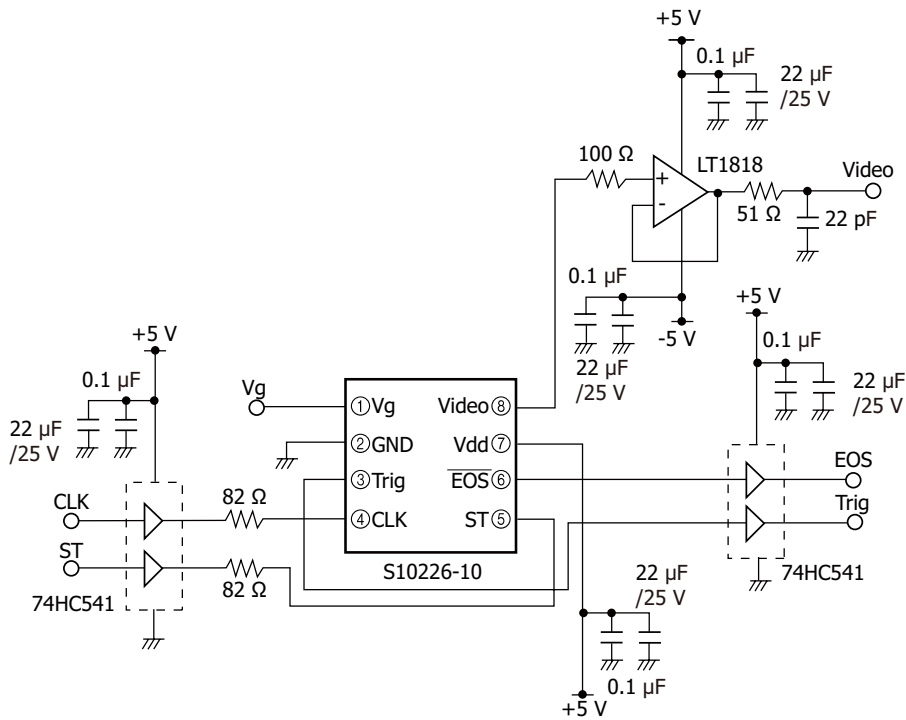 +5 V
0.1 µF
22 µF
/25 V
100 Ω
LT1818
Video
+
-
51 Ω
22 pF
0.1 µF
+5 V
-5 V
22 µF
/25 V
0.1 µF
22 µF
/25 V
+5 V
0.1 µF
22 µF
/25 V
Vg
①Vg
Video⑧
②GND
Vdd⑦
③Trig
EOS⑥
④CLK
ST⑤
S10226-10
CLK
82 Ω
ST
82 Ω
74HC541
EOS
Trig
74HC541
22 µF
/25 V
0.1 µF
+5 V